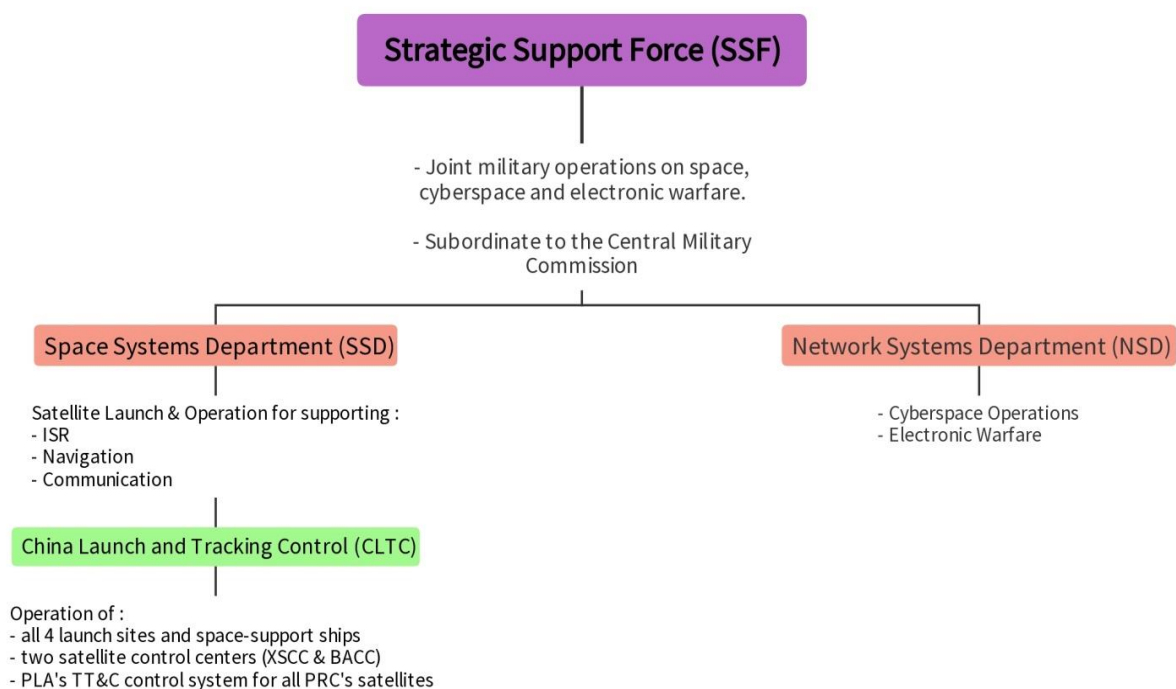 Strategic Support Force (SSF)
- Joint military operations on space,
cyberspace and electronic warfare.
- Subordinate to the Central Military
Commission
Space Systems Department (SSD)
Network Systems Department (NSD)
Satellite Launch & Operation for supporting :
- ISR
- Navigation
- Communication
- Cyberspace Operations
- Electronic Warfare
China Launch and Tracking Control (CLTC)
Operation of :
- all 4 launch sites and space-support ships
- two satellite control centers (XSCC & BACC)
- PLA's TT&C control system for all PRC's satellites